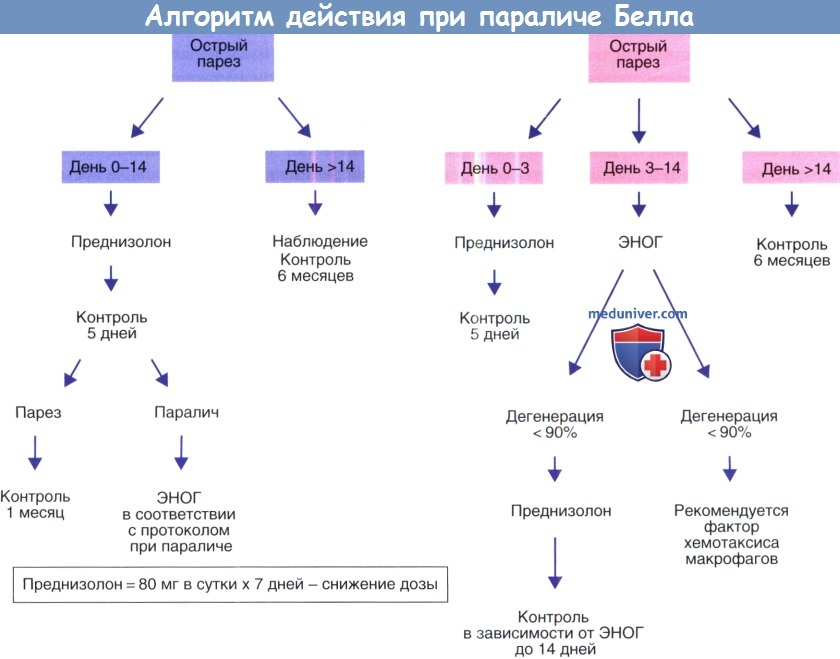 Алгоритм действия при параличе Белла
Острый
парез
День 0–14
День >14
Преднизолон
Наблюдение
Контроль
6 месяцев
Контроль
5 дней
Парез
Паралич
Контроль
1 месяц
ЭНОГ
в соответствии
с протоколом
при параличе
Преднизолон = 80 мг в сутки х 7 дней – снижение дозы
Острый
парез
День 0–3
День 3–14
День >14
Преднизолон
ЭНОГ
Контроль
6 месяцев
Контроль
5 дней
meduniver.com
Дегенерация
< 90%
Дегенерация
< 90%
Преднизолон
Рекомендуется
фактор
хемотаксиса
макрофагов
Контроль
в зависимости от ЭНОГ
до 14 дней